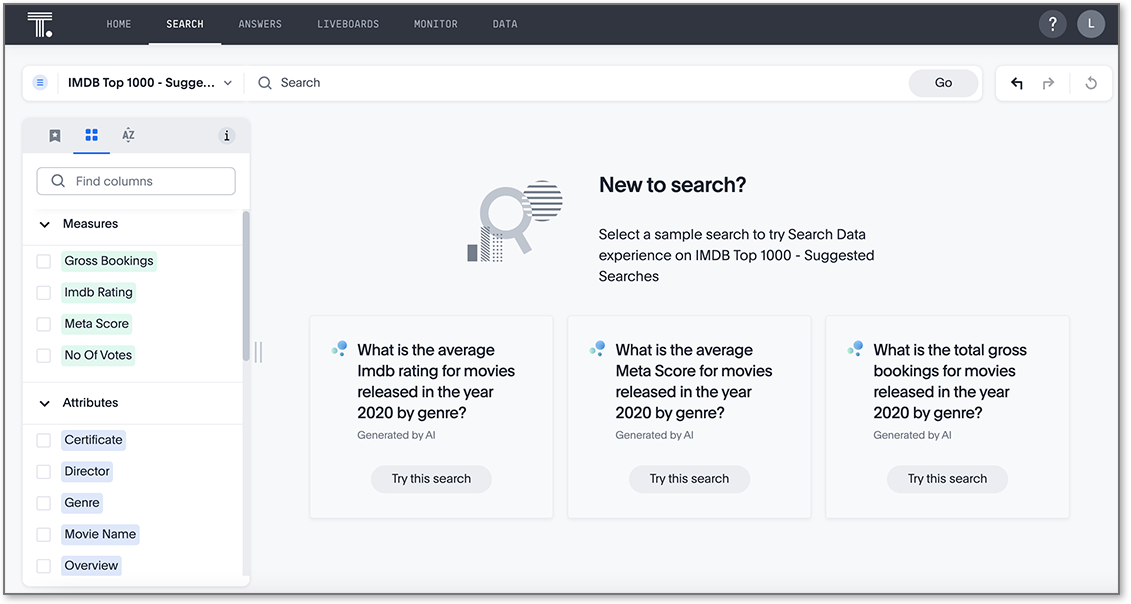 T.
HOME SEARCH ANSWERS LIVEBOARDS MONITOR DATA ? L
IMDB Top 1000 - Sugge... Search Go
AZ i
Find columns
Measures
Gross Bookings
Imdb Rating
Meta Score
No Of Votes
Attributes
Certificate
Director
Genre
Movie Name
Overview
New to search?
Select a sample search to try Search Data
experience on IMDB Top 1000 - Suggested
Searches
What is the average
Imdb rating for movies
released in the year
2020 by genre?
Generated by AI
Try this search
What is the average
Meta Score for movies
released in the year
2020 by genre?
Generated by AI
Try this search
What is the total gross
bookings for movies
released in the year
2020 by genre?
Generated by AI
Try this search